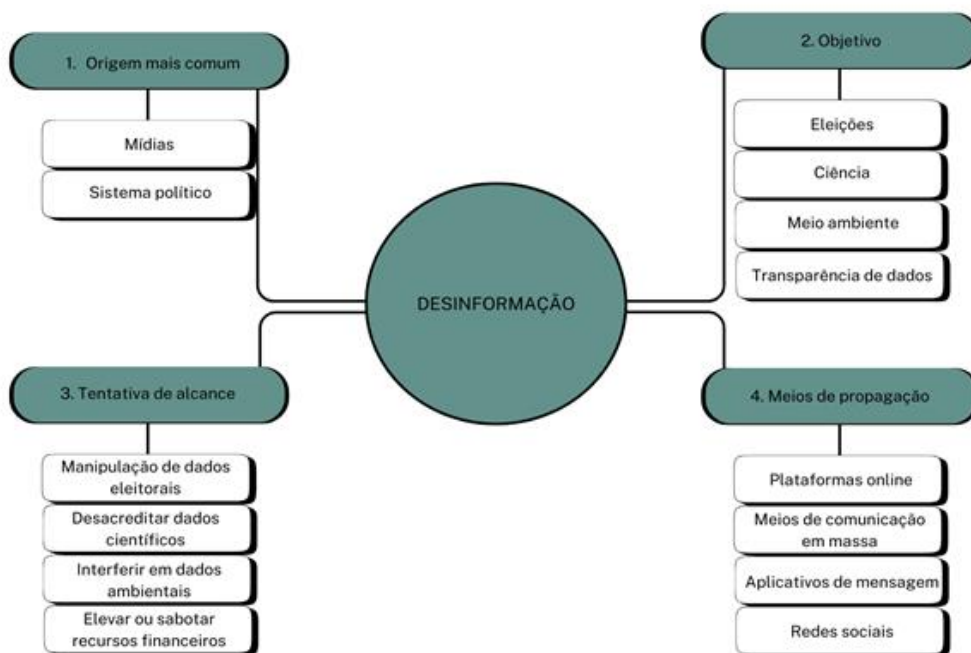 1. Origem mais comum
Mídias
Sistema político
2. Objetivo
Eleições
Ciência
Meio ambiente
Transparência de dados
DESINFORMAÇÃO
3. Tentativa de alcance
Manipulação de dados
eleitorais
Desacreditar dados
científicos
Interferir em dados
ambientais
Elevar ou sabotar
recursos financeiros
4. Meios de propagação
Plataformas online
Meios de comunicação
em massa
Aplicativos de mensagem
Redes sociais